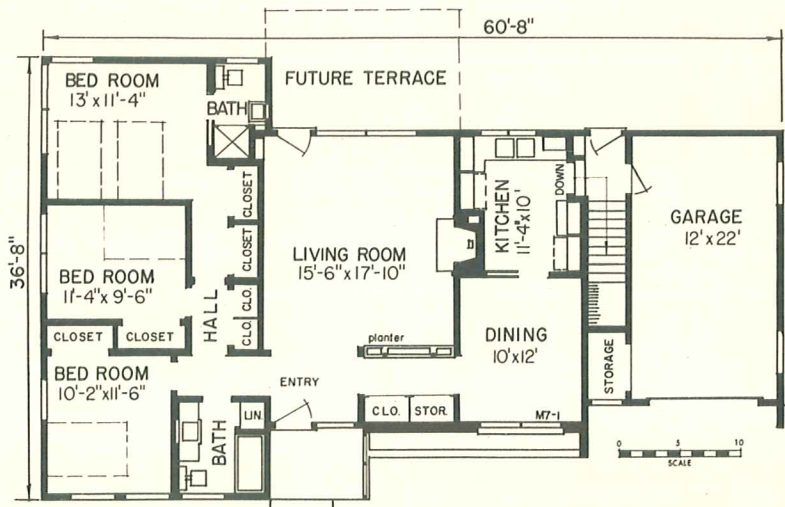 60'-8"
36'-8"
BED ROOM
13' x 11'-4"
BATH
FUTURE TERRACE
CLOSET
CLOSET
BED ROOM
11'-4" x 9'-6"
CLOSET
CLOSET
HALL
CLO.
CLO.
LIVING ROOM
15'-6" x 17'-10"
KITCHEN
11'-4" x 10'
DOWN
GARAGE
12' x 22'
planter
DINING
10' x 12'
STORAGE
BED ROOM
10'-2" x 11'-6"
ENTRY
LIN.
BATH
CLO.
STOR.
M7-1
0 5 10
SCALE